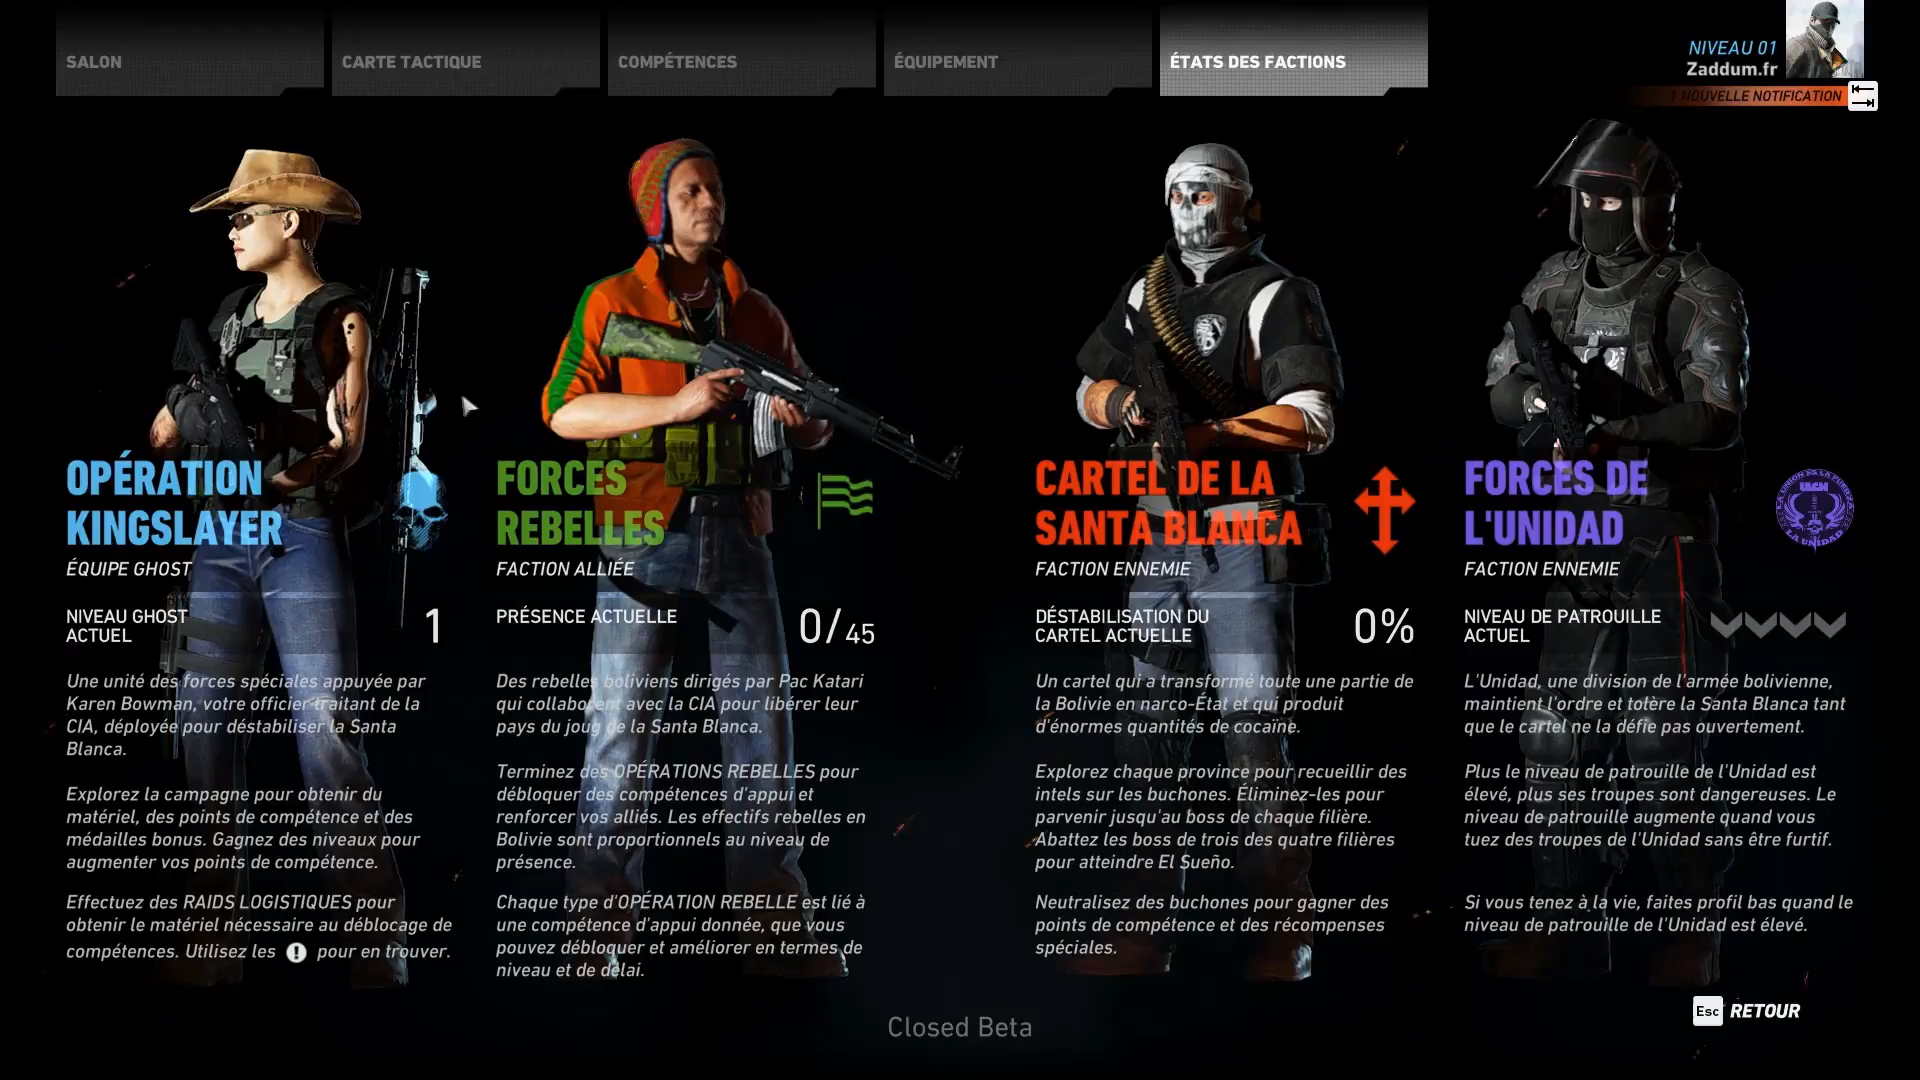 SALON
CARTE TACTIQUE
COMPÉTENCES
ÉQUIPEMENT
ÉTATS DES FACTIONS
NIVEAU 01
Zaddum.fr
1 NOUVELLE NOTIFICATION
OPÉRATION
KINGSLAYER
ÉQUIPE GHOST
NIVEAU GHOST
ACTUEL
1
Une unité des forces spéciales appuyée par
Karen Bowman, votre officier traitant de la
CIA, déployée pour déstabiliser la Santa
Blanca.
Explorez la campagne pour obtenir du
matériel, des points de compétence et des
médailles bonus. Gagnez des niveaux pour
augmenter vos points de compétence.
Effectuez des RAIDS LOGISTIQUES pour
obtenir le matériel nécessaire au déblocage de
compétences. Utilisez les ! pour en trouver.
FORCES
REBELLES
FACTION ALLIÉE
PRÉSENCE ACTUELLE
0/45
Des rebelles boliviens dirigés par Pac Katari
qui collaborent avec la CIA pour libérer leur
pays du joug de la Santa Blanca.
Terminez des OPÉRATIONS REBELLES pour
débloquer des compétences d'appui et
renforcer vos alliés. Les effectifs rebelles en
Bolivie sont proportionnels au niveau de
présence.
Chaque type d'OPÉRATION REBELLE est lié à
une compétence d'appui donnée, que vous
pouvez débloquer et améliorer en termes de
niveau et de délai.
CARTEL DE LA
SANTA BLANCA
FACTION ENNEMIE
DÉSTABILISATION DU
CARTEL ACTUELLE
0%
Un cartel qui a transformé toute une partie de
la Bolivie en narco-État et qui produit
d'énormes quantités de cocaïne.
Explorez chaque province pour recueillir des
intels sur les buchones. Éliminez-les pour
parvenir jusqu'au boss de chaque filière.
Abattez les boss de trois des quatre filières
pour atteindre El Sueño.
Neutralisez des buchones pour gagner des
points de compétence et des récompenses
spéciales.
FORCES DE
L'UNIDAD
FACTION ENNEMIE
NIVEAU DE PATROUILLE
ACTUEL
L'Unidad, une division de l'armée bolivienne,
maintient l'ordre et tolère la Santa Blanca tant
que le cartel ne la défie pas ouvertement.
Plus le niveau de patrouille de l'Unidad est
élevé, plus ses troupes sont dangereuses. Le
niveau de patrouille augmente quand vous
tuez des troupes de l'Unidad sans être furtif.
Si vous tenez à la vie, faites profil bas quand le
niveau de patrouille de l'Unidad est élevé.
Closed Beta
Esc RETOUR